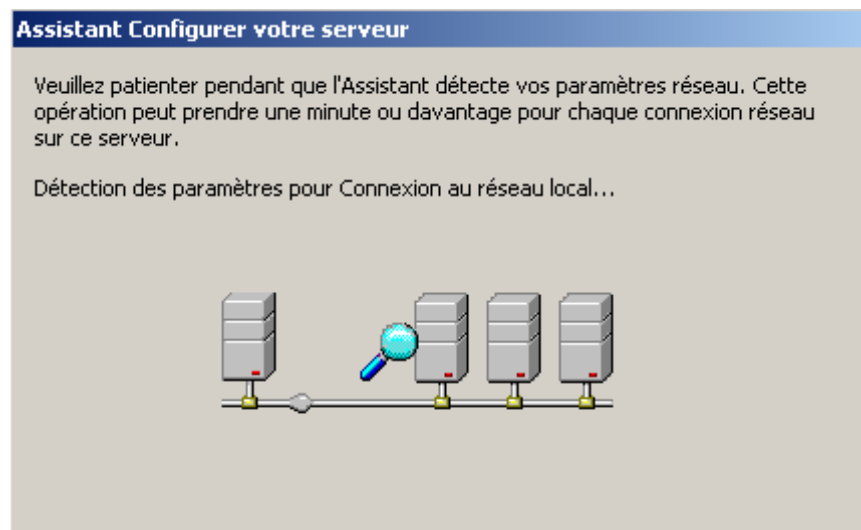 Assistant Configurer votre serveur
Veuillez patienter pendant que l'Assistant détecte vos paramètres réseau. Cette
opération peut prendre une minute ou davantage pour chaque connexion réseau
sur ce serveur.
Détection des paramètres pour Connexion au réseau local...